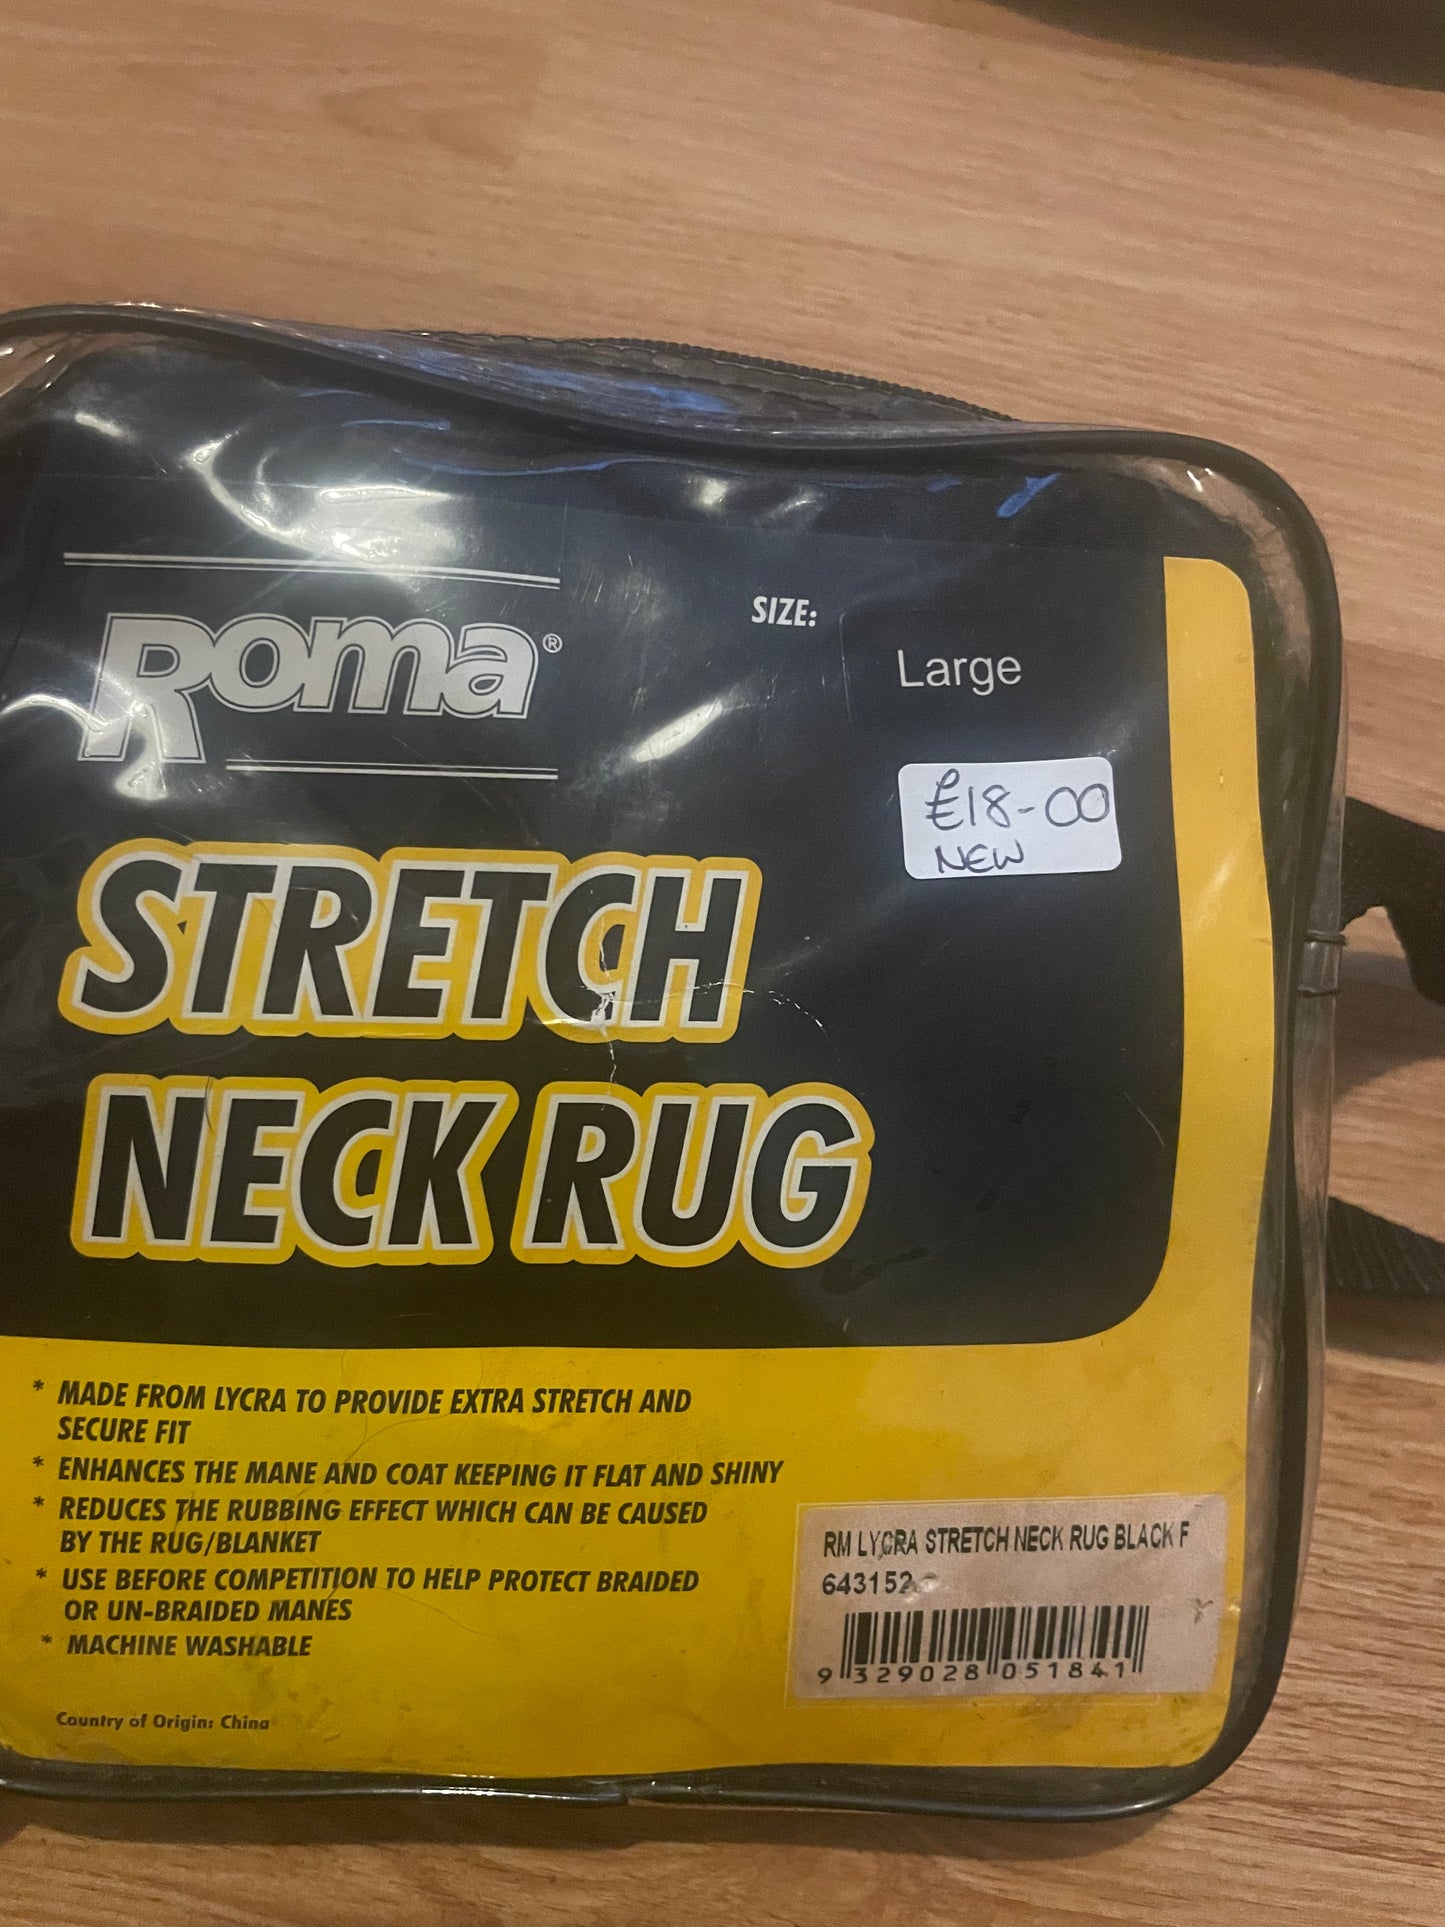 Roma®
SIZE:
Large
£18-00
NEW
STRETCH
NECK RUG
* MADE FROM LYCRA TO PROVIDE EXTRA STRETCH AND
SECURE FIT
* ENHANCES THE MANE AND COAT KEEPING IT FLAT AND SHINY
* REDUCES THE RUBBING EFFECT WHICH CAN BE CAUSED
BY THE RUG/BLANKET
* USE BEFORE COMPETITION TO HELP PROTECT BRAIDED
OR UN-BRAIDED MANES
* MACHINE WASHABLE
Country of Origin: China
RM LYCRA STRETCH NECK RUG BLACK F
643152
9 329028 051841